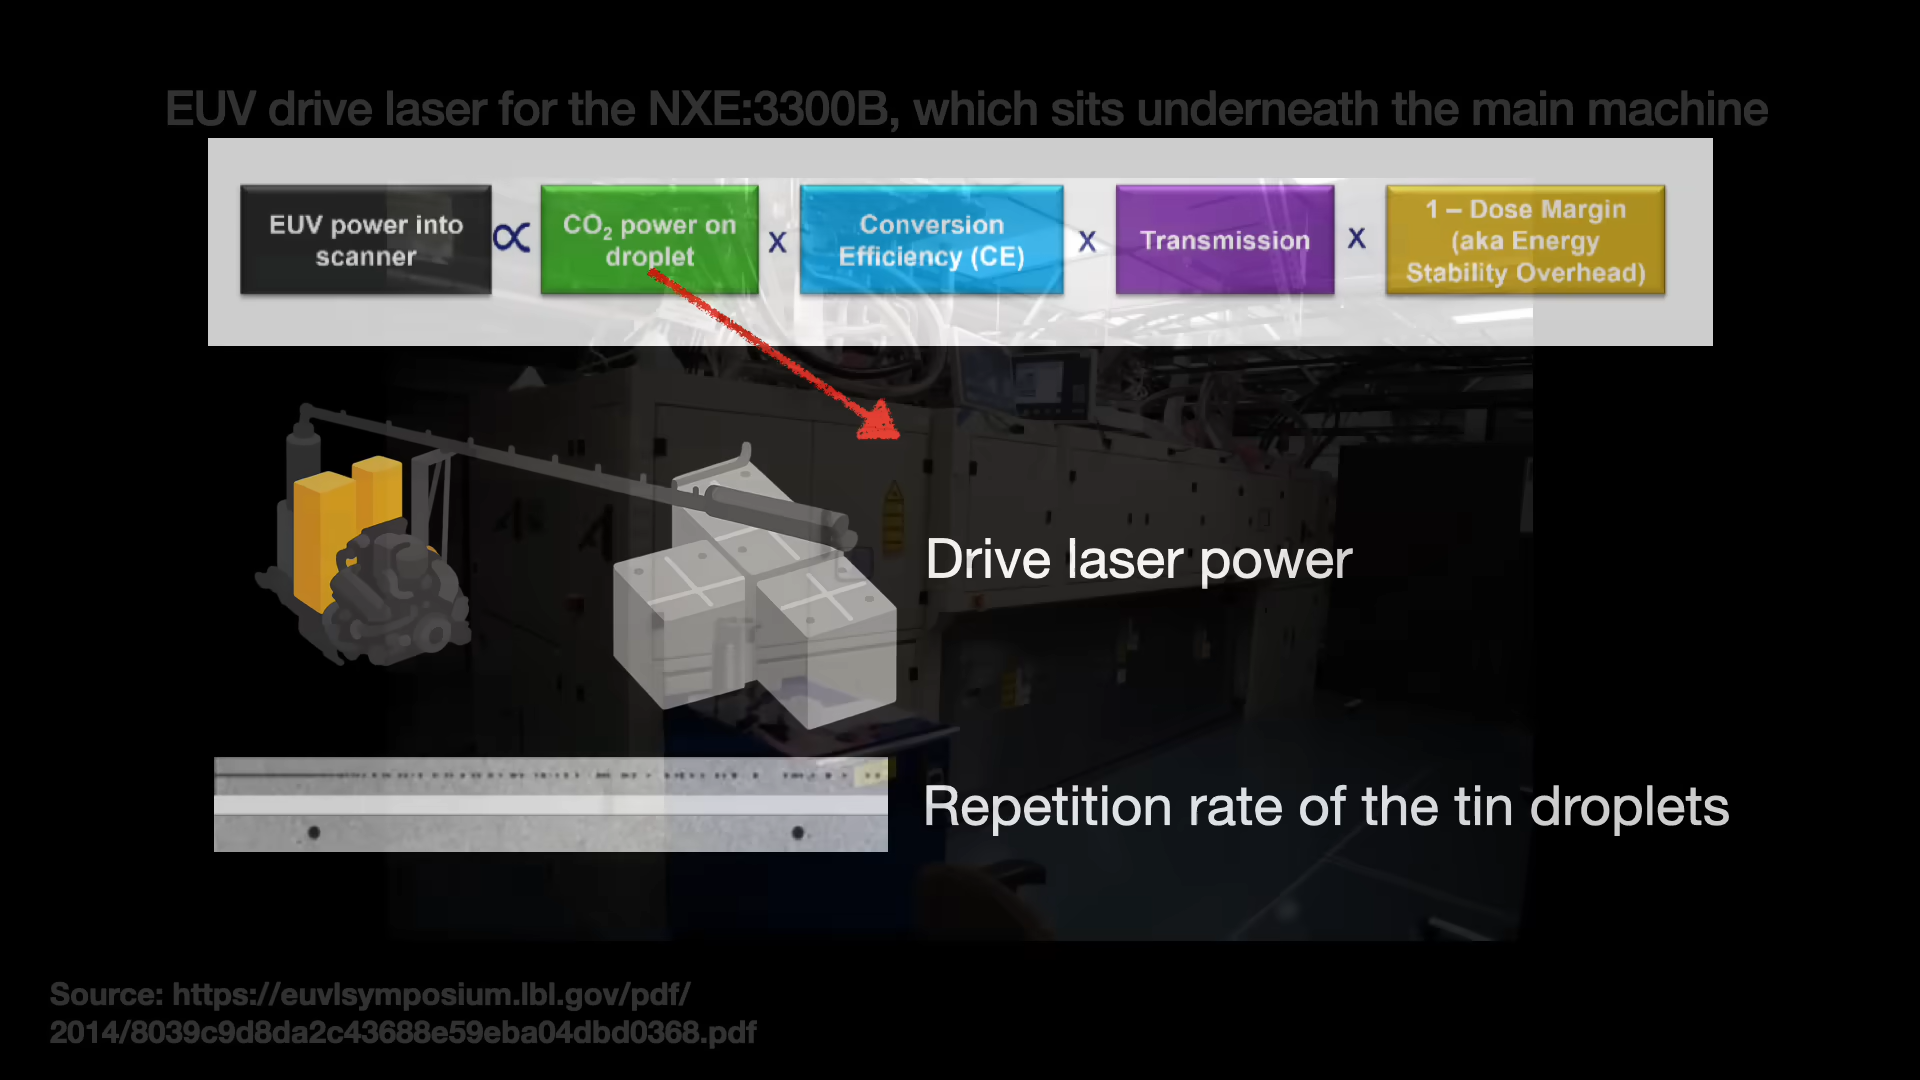 EUV drive laser for the NXE:3300B, which sits underneath the main machine
EUV power into
scanner
∝
CO₂ power on
droplet
x
Conversion
Efficiency (CE)
x
Transmission
x
1 – Dose Margin
(aka Energy
Stability Overhead)
Drive laser power
Repetition rate of the tin droplets
Source: https://euvlsymposium.lbl.gov/pdf/
2014/8039c9d8da2c43688e59eba04dbd0368.pdf